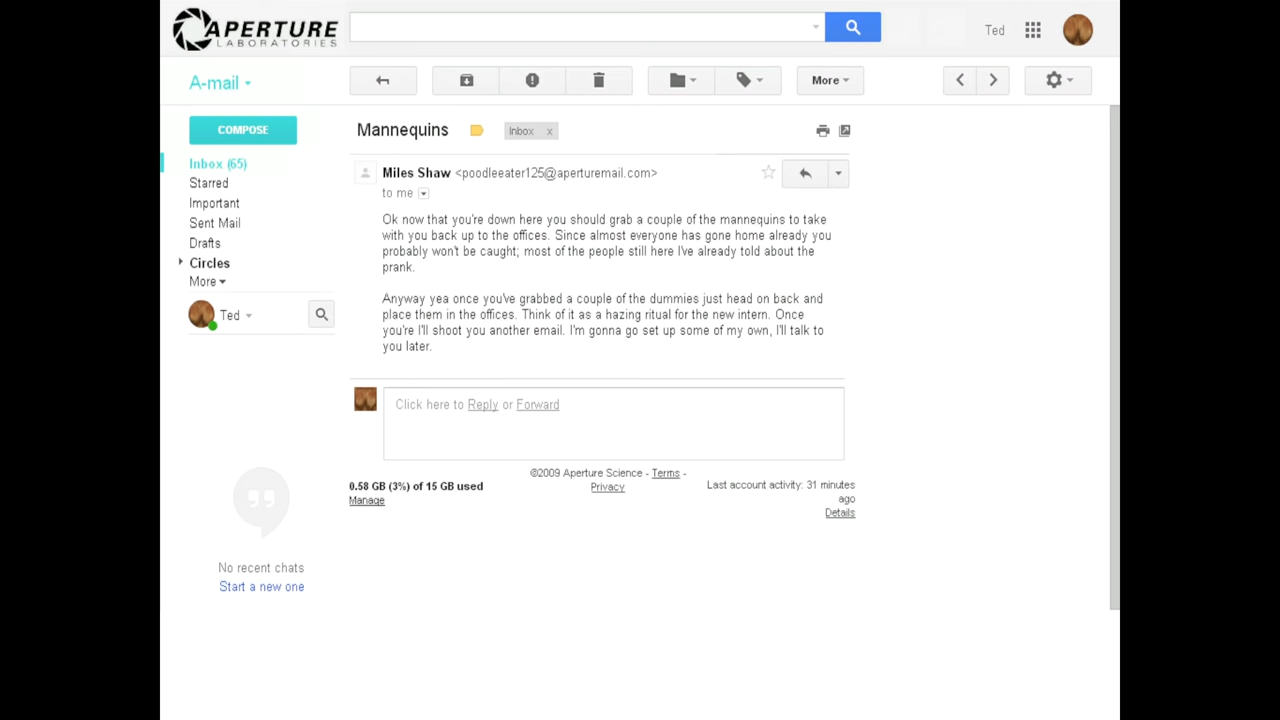 APERTURE
LABORATORIES
Ted
A-mail
More
COMPOSE
Mannequins
Inbox x
Inbox (65)
Starred
Important
Sent Mail
Drafts
Circles
More
Ted
Miles Shaw <poodleeater125@aperturemail.com>
to me
Ok now that you're down here you should grab a couple of the mannequins to take
with you back up to the offices. Since almost everyone has gone home already you
probably won't be caught; most of the people still here I've already told about the
prank.
Anyway yea once you've grabbed a couple of the dummies just head on back and
place them in the offices. Think of it as a hazing ritual for the new intern. Once
you're I'll shoot you another email. I'm gonna go set up some of my own, I'll talk to
you later.
Click here to Reply or Forward
0.58 GB (3%) of 15 GB used
Manage
©2009 Aperture Science - Terms -
Privacy
Last account activity: 31 minutes
ago
Details
No recent chats
Start a new one